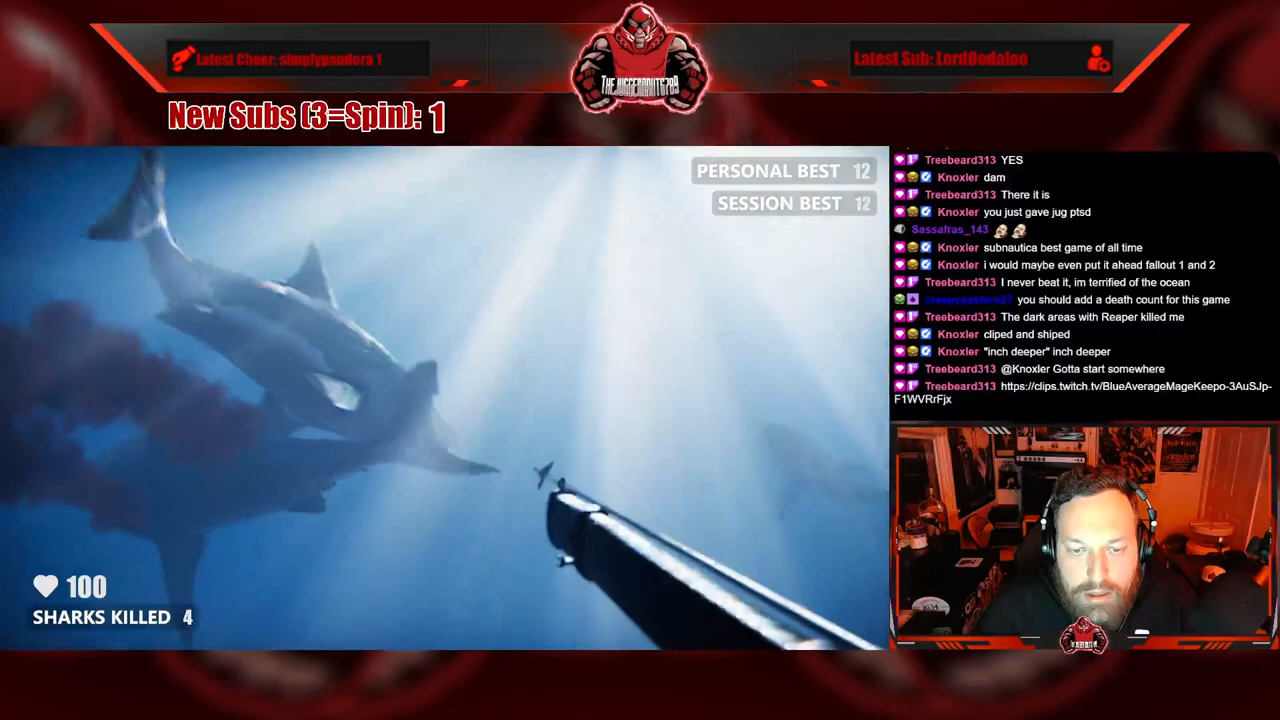 Latest Cheer: simplypandora 1
THEJUGGERNAUT6789
Latest Sub: LordOodaloo
New Subs (3=Spin): 1
PERSONAL BEST 12
SESSION BEST 12
100
SHARKS KILLED 4
Treebeard313 YES
Knoxler dam
Treebeard313 There it is
Knoxler you just gave jug ptsd
Sassafras_143
Knoxler subnautica best game of all time
Knoxler i would maybe even put it ahead fallout 1 and 2
Treebeard313 I never beat it, im terrified of the ocean
you should add a death count for this game
Treebeard313 The dark areas with Reaper killed me
Knoxler cliped and shiped
Knoxler "inch deeper" inch deeper
Treebeard313 @Knoxler Gotta start somewhere
Treebeard313 https://clips.twitch.tv/BlueAverageMageKeepo-3AuSJp-
F1WVRrFjx